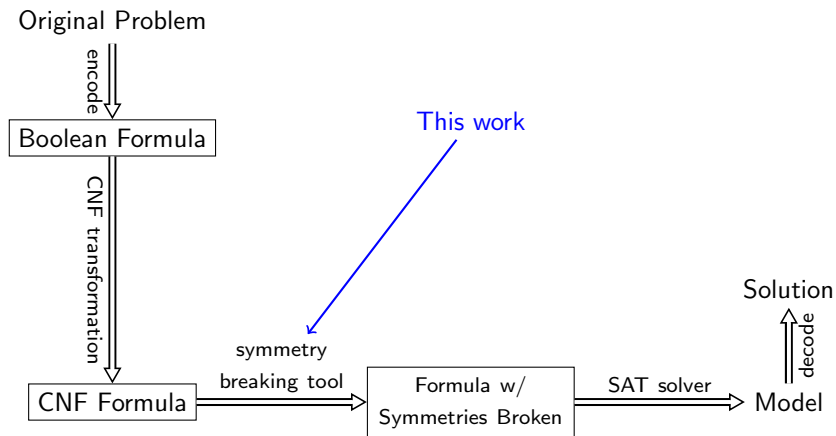 Original Problem
encode
Boolean Formula
This work
CNF transformation
Solution
decode
symmetry
breaking tool
CNF Formula
Formula w/
Symmetries Broken
SAT solver
Model